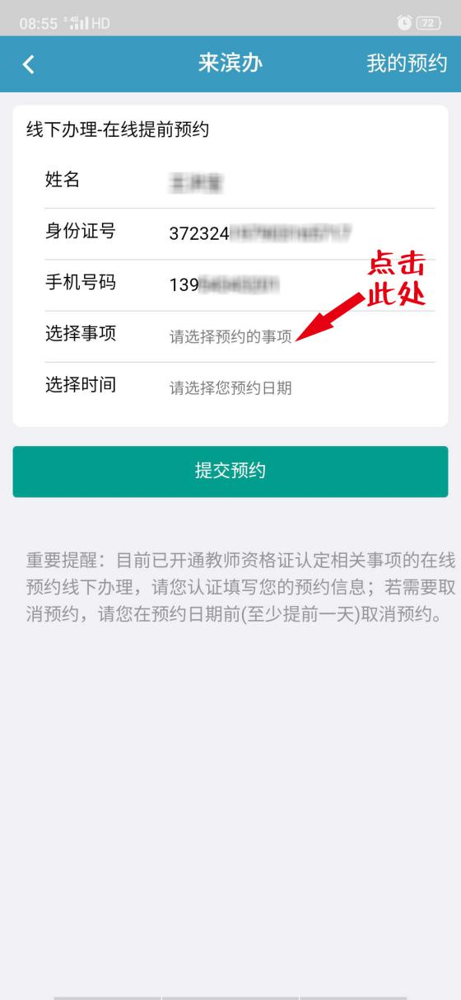 08:55 4G HD 72
来滨办 我的预约
线下办理-在线提前预约
姓名
身份证号 372324
手机号码 139
点击
此处
选择事项 请选择预约的事项
选择时间 请选择您预约日期
提交预约
重要提醒：目前已开通教师资格证认定相关事项的在线
预约线下办理，请您认证填写您的预约信息；若需要取
消预约，请您在预约日期前(至少提前一天)取消预约。